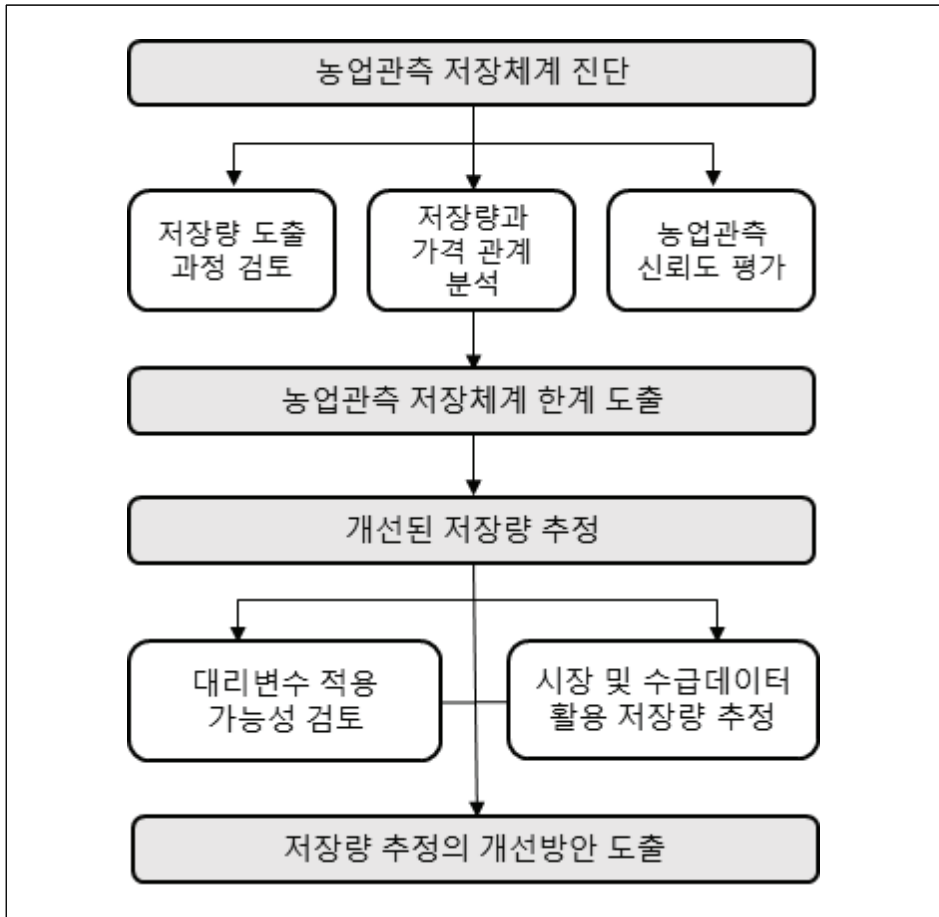 농업관측 저장체계 진단
저장량 도출
과정 검토
저장량과
가격 관계
분석
농업관측
신뢰도 평가
농업관측 저장체계 한계 도출
개선된 저장량 추정
대리변수 적용
가능성 검토
시장 및 수급데이터
활용 저장량 추정
저장량 추정의 개선방안 도출